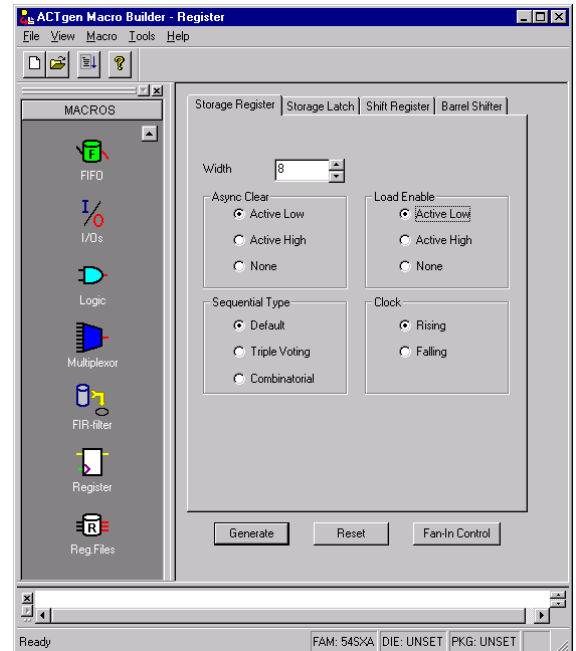 ACTgen Macro Builder - Register
File View Macro Tools Help
MACROS
F
FIFO
I/O
I/Os
Logic
Multiplexor
FIR-filter
Register
R
Reg.Files
Storage Register Storage Latch Shift Register Barrel Shifter
Width 8
Async Clear
Active Low
Active High
None
Load Enable
Active Low
Active High
None
Sequential Type
Default
Triple Voting
Combinatorial
Clock
Rising
Falling
Generate Reset Fan-In Control
Ready FAM: 54SXA DIE: UNSET PKG: UNSET